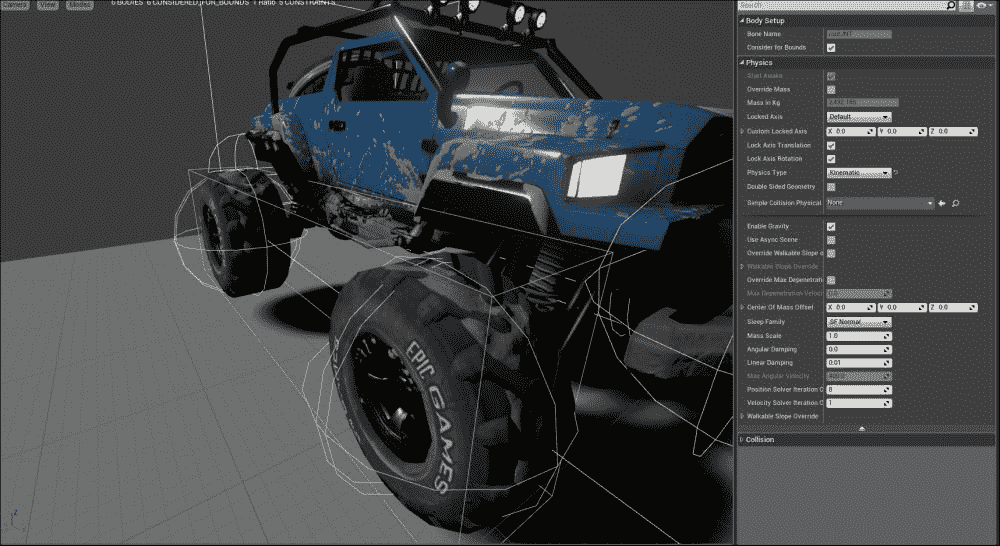 Camera View Modes
6 BODIES 6 CONSIDERED_FOR_BOUNDS 1 Ratio 5 CONSTRAINTS
EPIC GAMES
Search
Body Setup
Bone Name
Consider for Bounds
Physics
Start Awake
Override Mass
Mass in Kg
Locked Axis Default
Custom Locked Axis X 0.0 Y 0.0 Z 0.0
Lock Axis Translation
Lock Axis Rotation
Physics Type Kinematic
Double Sided Geometry
Simple Collision Physical None
Enable Gravity
Use Async Scene
Override Walkable Slope o
Walkable Slope Override
Override Max Depenetrati
Max Depenetration Veloci
Center Of Mass Offset X 0.0 Y 0.0 Z 0.0
Sleep Family SF Normal
Mass Scale 1.0
Angular Damping 0.0
Linear Damping 0.01
Max Angular Velocity
Position Solver Iteration C 8
Velocity Solver Iteration C 1
Walkable Slope Override
Collision